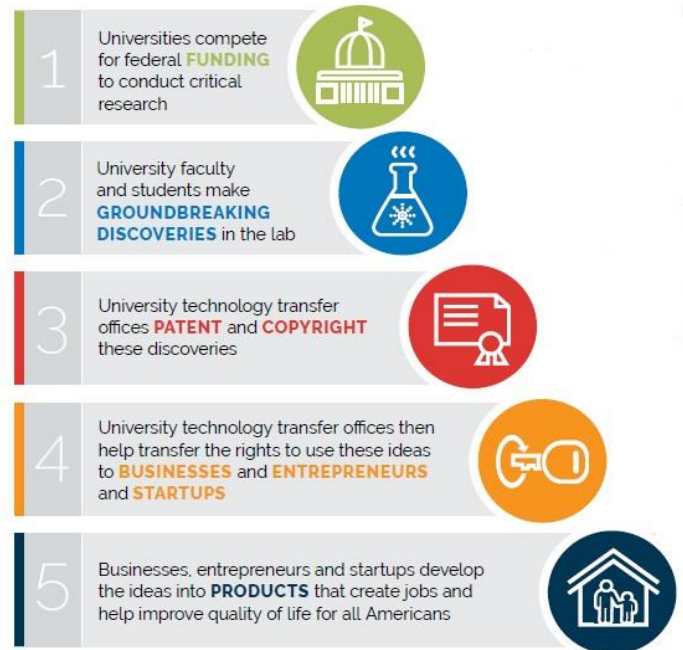 1
Universities compete
for federal FUNDING
to conduct critical
research
2
University faculty
and students make
GROUNDBREAKING
DISCOVERIES in the lab
3
University technology transfer
offices PATENT and COPYRIGHT
these discoveries
4
University technology transfer offices then
help transfer the rights to use these ideas
to BUSINESSES and ENTREPRENEURS
and STARTUPS
5
Businesses, entrepreneurs and startups develop
the ideas into PRODUCTS that create jobs and
help improve quality of life for all Americans